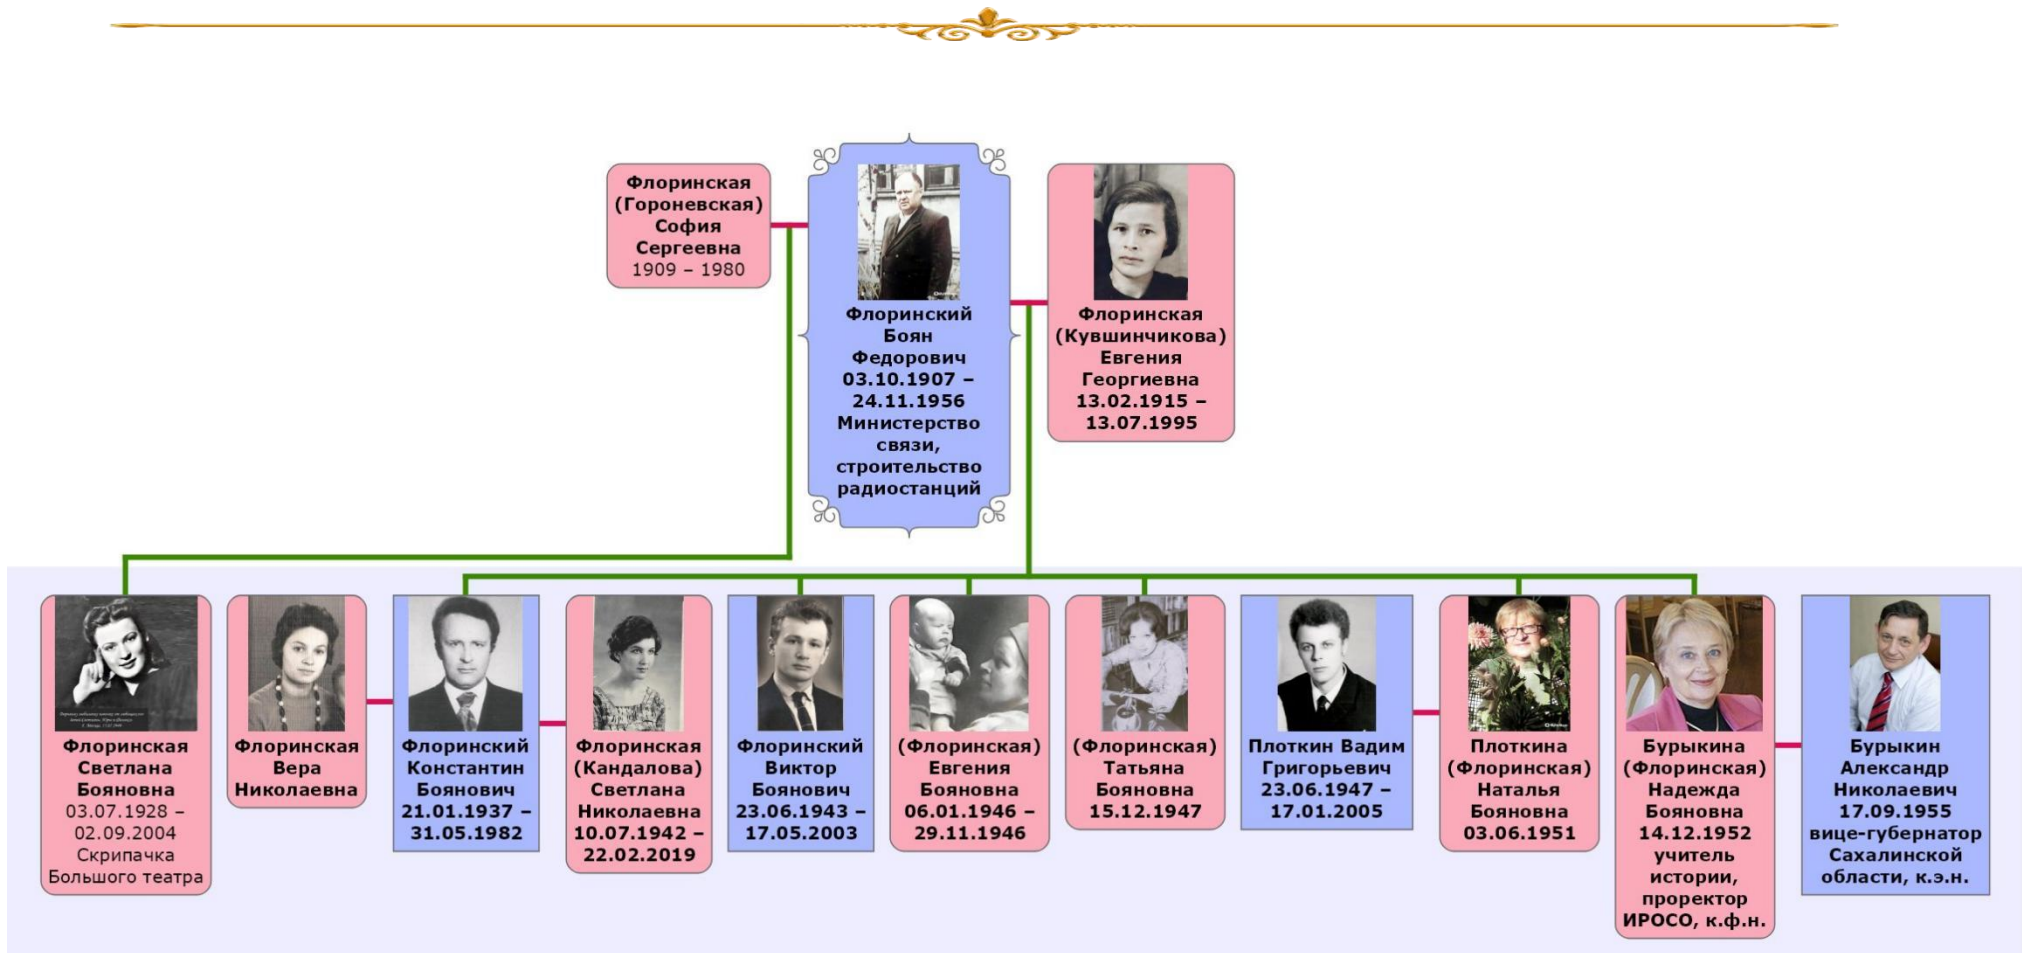 Флоринская
(Гороневская)
София
Сергеевна
1909 – 1980
Флоринский
Боян
Федорович
03.10.1907 –
24.11.1956
Министерство
связи,
строительство
радиостанций
Флоринская
(Кувшинчикова)
Евгения
Георгиевна
13.02.1915 –
13.07.1995
Флоринская
Светлана
Бояновна
03.07.1928 –
02.09.2004
Скрипачка
Большого театра
Флоринская
Вера
Николаевна
Флоринский
Константин
Боянович
21.01.1937 –
31.05.1982
Флоринская
(Кандалова)
Светлана
Николаевна
10.07.1942 –
22.02.2019
Флоринский
Виктор
Боянович
23.06.1943 –
17.05.2003
(Флоринская)
Евгения
Бояновна
06.01.1946 –
29.11.1946
(Флоринская)
Татьяна
Бояновна
15.12.1947
Плоткин Вадим
Григорьевич
23.06.1947 –
17.01.2005
Плоткина
(Флоринская)
Наталья
Бояновна
03.06.1951
Бурыкина
(Флоринская)
Надежда
Бояновна
14.12.1952
учитель
истории,
проректор
ИРОСО, к.ф.н.
Бурыкин
Александр
Николаевич
17.09.1955
вице-губернатор
Сахалинской
области, к.э.н.